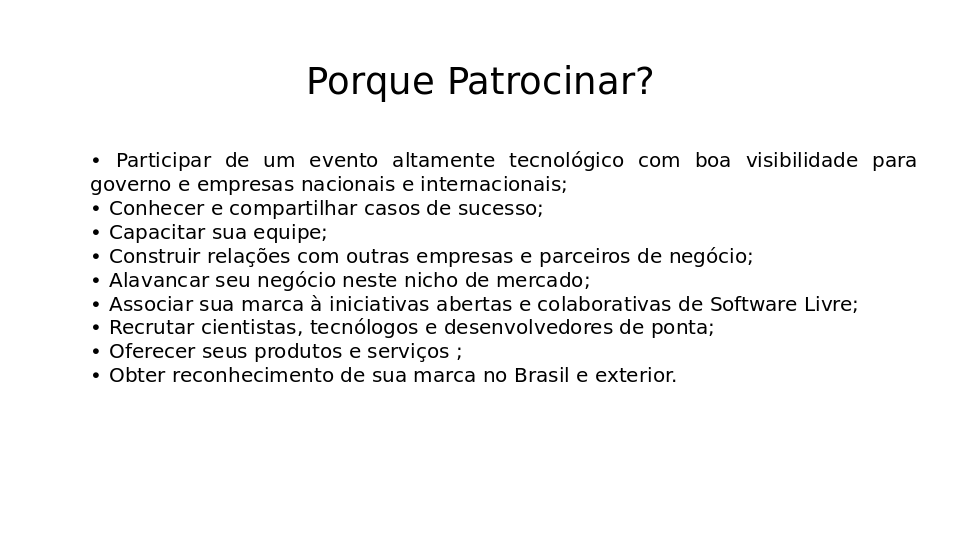 Porque Patrocinar?
• Participar de um evento altamente tecnológico com boa visibilidade para
governo e empresas nacionais e internacionais;
• Conhecer e compartilhar casos de sucesso;
• Capacitar sua equipe;
• Construir relações com outras empresas e parceiros de negócio;
• Alavancar seu negócio neste nicho de mercado;
• Associar sua marca à iniciativas abertas e colaborativas de Software Livre;
• Recrutar cientistas, tecnólogos e desenvolvedores de ponta;
• Oferecer seus produtos e serviços ;
• Obter reconhecimento de sua marca no Brasil e exterior.